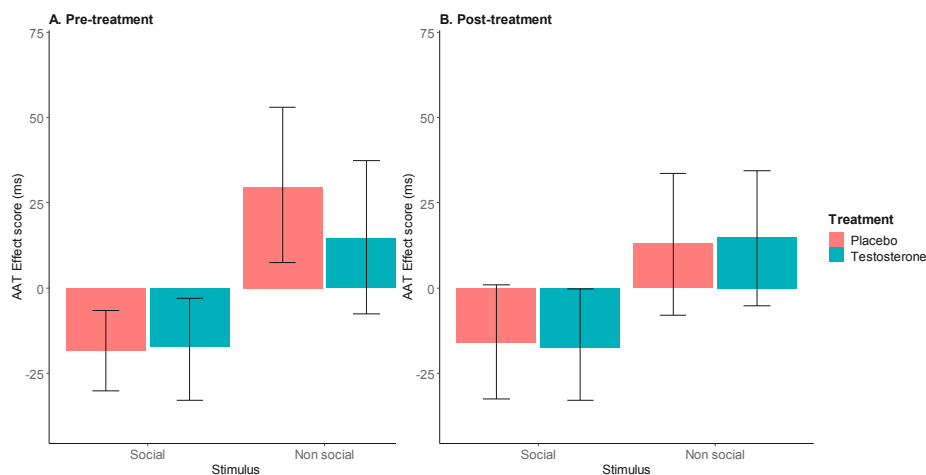 A. Pre-treatment
75
50
25
0
-25
AAT Effect score (ms)
Social
Non social
Stimulus
B. Post-treatment
75
50
25
0
-25
AAT Effect score (ms)
Social
Non social
Stimulus
Treatment
Placebo
Testosterone